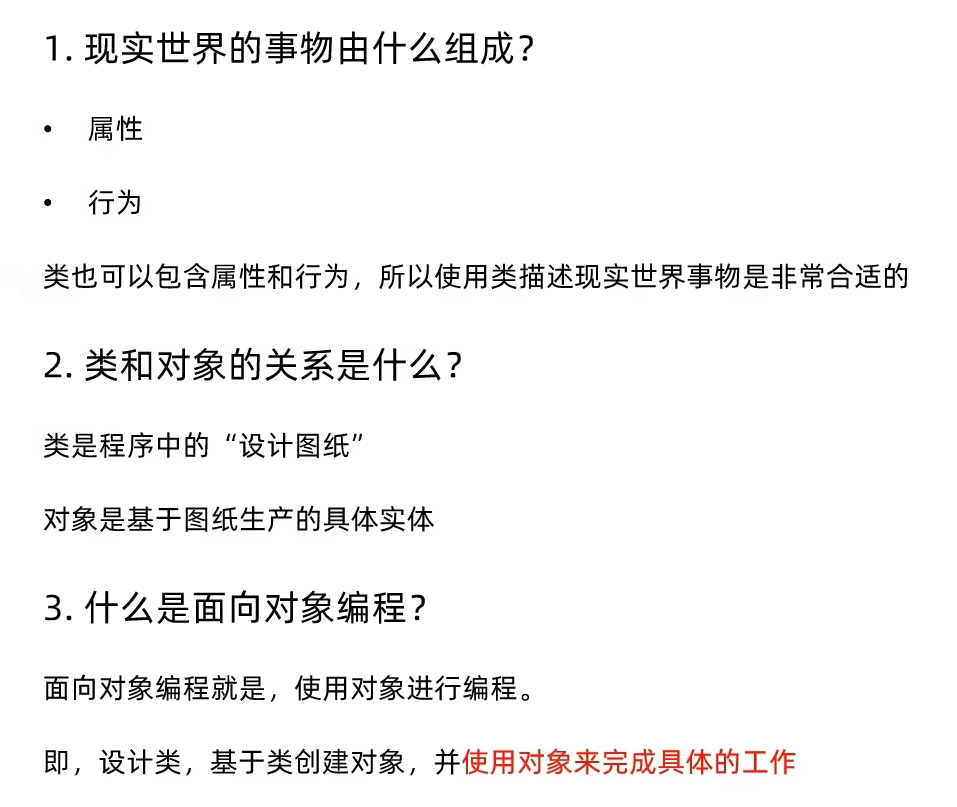 1. 现实世界的事物由什么组成？
• 属性
• 行为
类也可以包含属性和行为，所以使用类描述现实世界事物是非常合适的
2. 类和对象的关系是什么？
类是程序中的“设计图纸”
对象是基于图纸生产的具体实体
3. 什么是面向对象编程？
面向对象编程就是，使用对象进行编程。
即，设计类，基于类创建对象，并使用对象来完成具体的工作